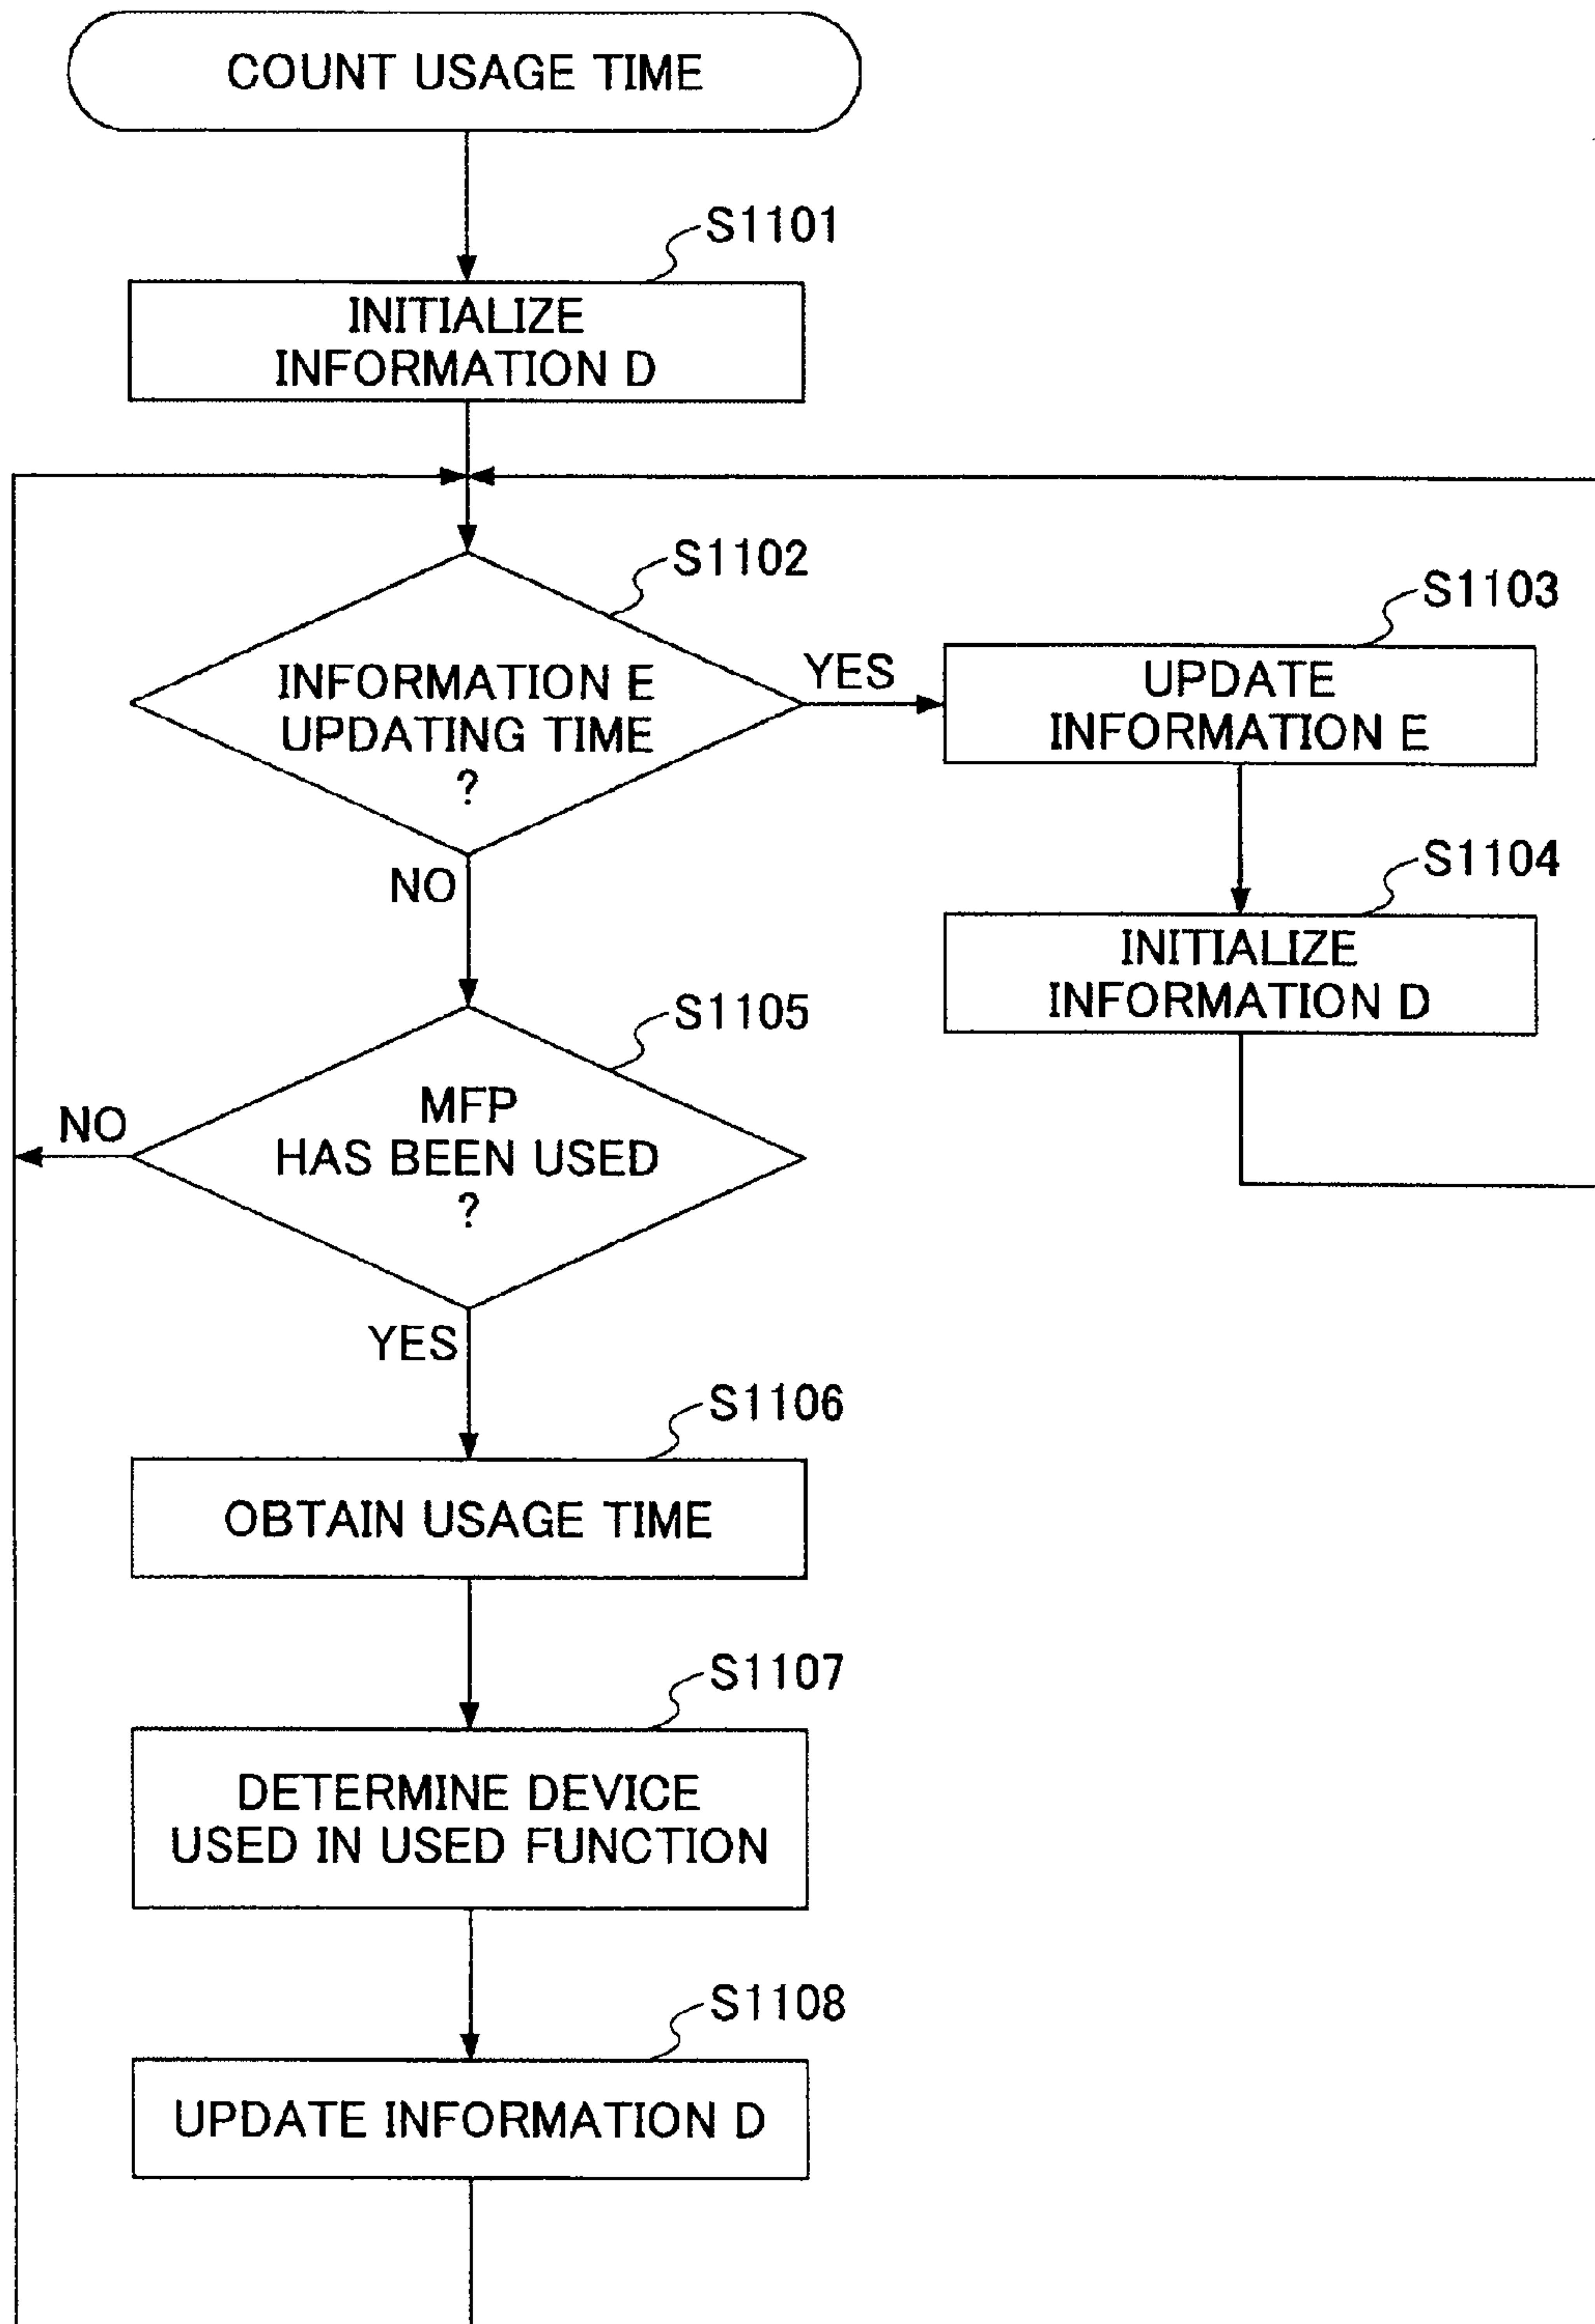 COUNT USAGE TIME
S1101
INITIALIZE
INFORMATION D
S1102
INFORMATION E
UPDATING TIME
?
YES
S1103
UPDATE
INFORMATION E
NO
S1104
INITIALIZE
INFORMATION D
S1105
MFP
HAS BEEN USED
?
NO
YES
S1106
OBTAIN USAGE TIME
S1107
DETERMINE DEVICE
USED IN USED FUNCTION
S1108
UPDATE INFORMATION D